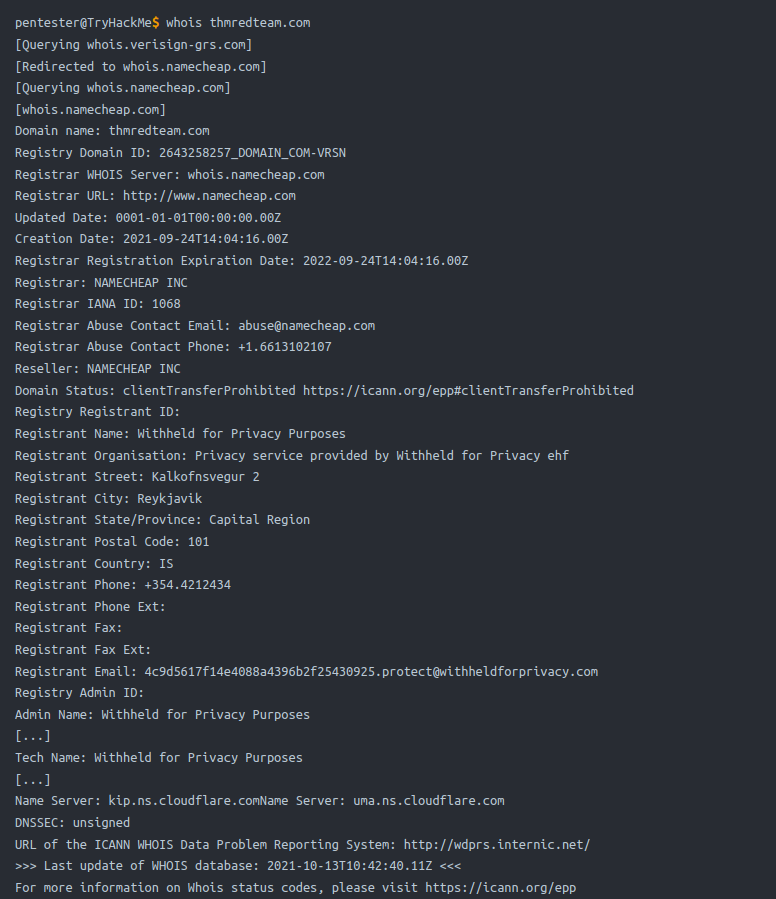 pentester@TryHackMe$ whois thmredteam.com
[Querying whois.verisign-grs.com]
[Redirected to whois.namecheap.com]
[Querying whois.namecheap.com]
[whois.namecheap.com]
Domain name: thmredteam.com
Registry Domain ID: 2643258257_DOMAIN_COM-VRSN
Registrar WHOIS Server: whois.namecheap.com
Registrar URL: http://www.namecheap.com
Updated Date: 0001-01-01T00:00:00.00Z
Creation Date: 2021-09-24T14:04:16.00Z
Registrar Registration Expiration Date: 2022-09-24T14:04:16.00Z
Registrar: NAMECHEAP INC
Registrar IANA ID: 1068
Registrar Abuse Contact Email: abuse@namecheap.com
Registrar Abuse Contact Phone: +1.6613102107
Reseller: NAMECHEAP INC
Domain Status: clientTransferProhibited https://icann.org/epp#clientTransferProhibited
Registry Registrant ID:
Registrant Name: Withheld for Privacy Purposes
Registrant Organisation: Privacy service provided by Withheld for Privacy ehf
Registrant Street: Kalkofnsvegur 2
Registrant City: Reykjavik
Registrant State/Province: Capital Region
Registrant Postal Code: 101
Registrant Country: IS
Registrant Phone: +354.4212434
Registrant Phone Ext:
Registrant Fax:
Registrant Fax Ext:
Registrant Email: 4c9d5617f14e4088a4396b2f25430925.protect@withheldforprivacy.com
Registry Admin ID:
Admin Name: Withheld for Privacy Purposes
[...]
Tech Name: Withheld for Privacy Purposes
[...]
Name Server: kip.ns.cloudflare.comName Server: uma.ns.cloudflare.com
DNSSEC: unsigned
URL of the ICANN WHOIS Data Problem Reporting System: http://wdprs.internic.net/
>>> Last update of WHOIS database: 2021-10-13T10:42:40.11Z <<<
For more information on Whois status codes, please visit https://icann.org/epp